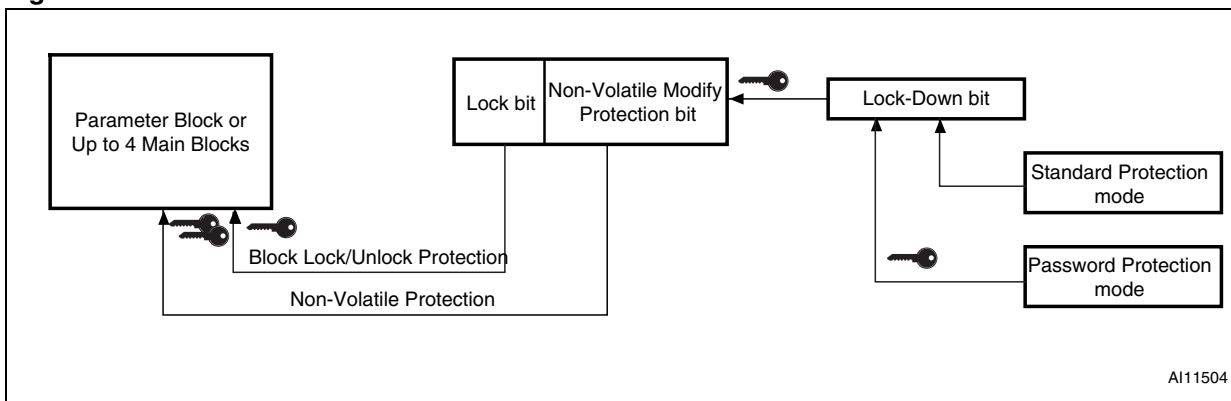 Parameter Block or
Up to 4 Main Blocks
Lock bit
Non-Volatile Modify
Protection bit
Lock-Down bit
Standard Protection
mode
Password Protection
mode
Block Lock/Unlock Protection
Non-Volatile Protection
AI11504